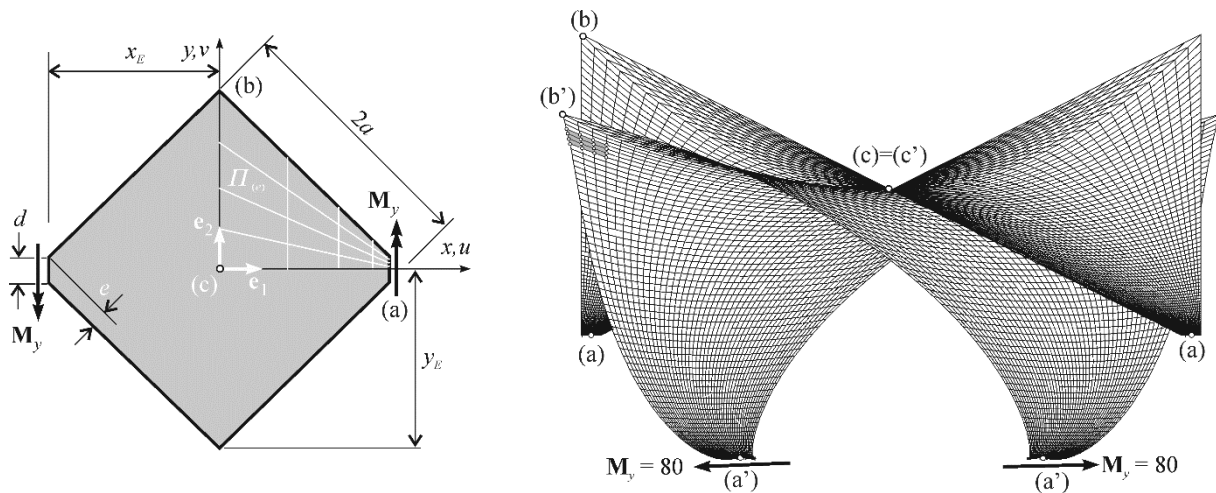 y,v
x_E
(b)
2a
Π_(e)
M_y
d
e_2
x,u
(c)
e_1
(a)
e
M_y
y_E
(b)
(b’)
(c)=(c’)
(a)
(a)
M_y = 80
(a’)
(a’)
M_y = 80